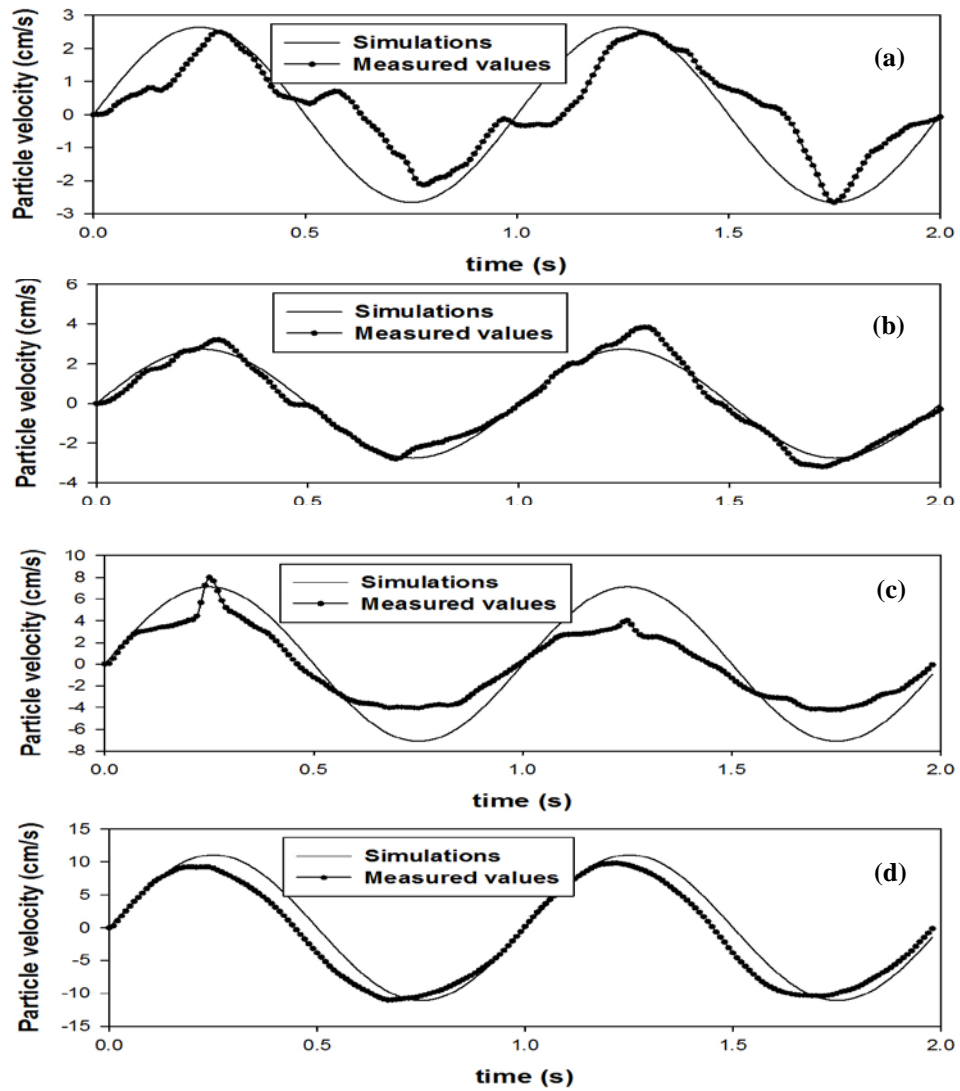 Particle velocity (cm/s)
3
2
1
0
-1
-2
-3
Simulations
Measured values
(a)
0.0 0.5 1.0 1.5 2.0
time (s)
Particle velocity (cm/s)
6
4
2
0
-2
-4
Simulations
Measured values
(b)
0.0 0.5 1.0 1.5 2.0
time (s)
Particle velocity (cm/s)
10
8
6
4
2
0
-2
-4
-6
-8
Simulations
Measured values
(c)
0.0 0.5 1.0 1.5 2.0
time (s)
Particle velocity (cm/s)
15
10
5
0
-5
-10
-15
Simulations
Measured values
(d)
0.0 0.5 1.0 1.5 2.0
time (s)